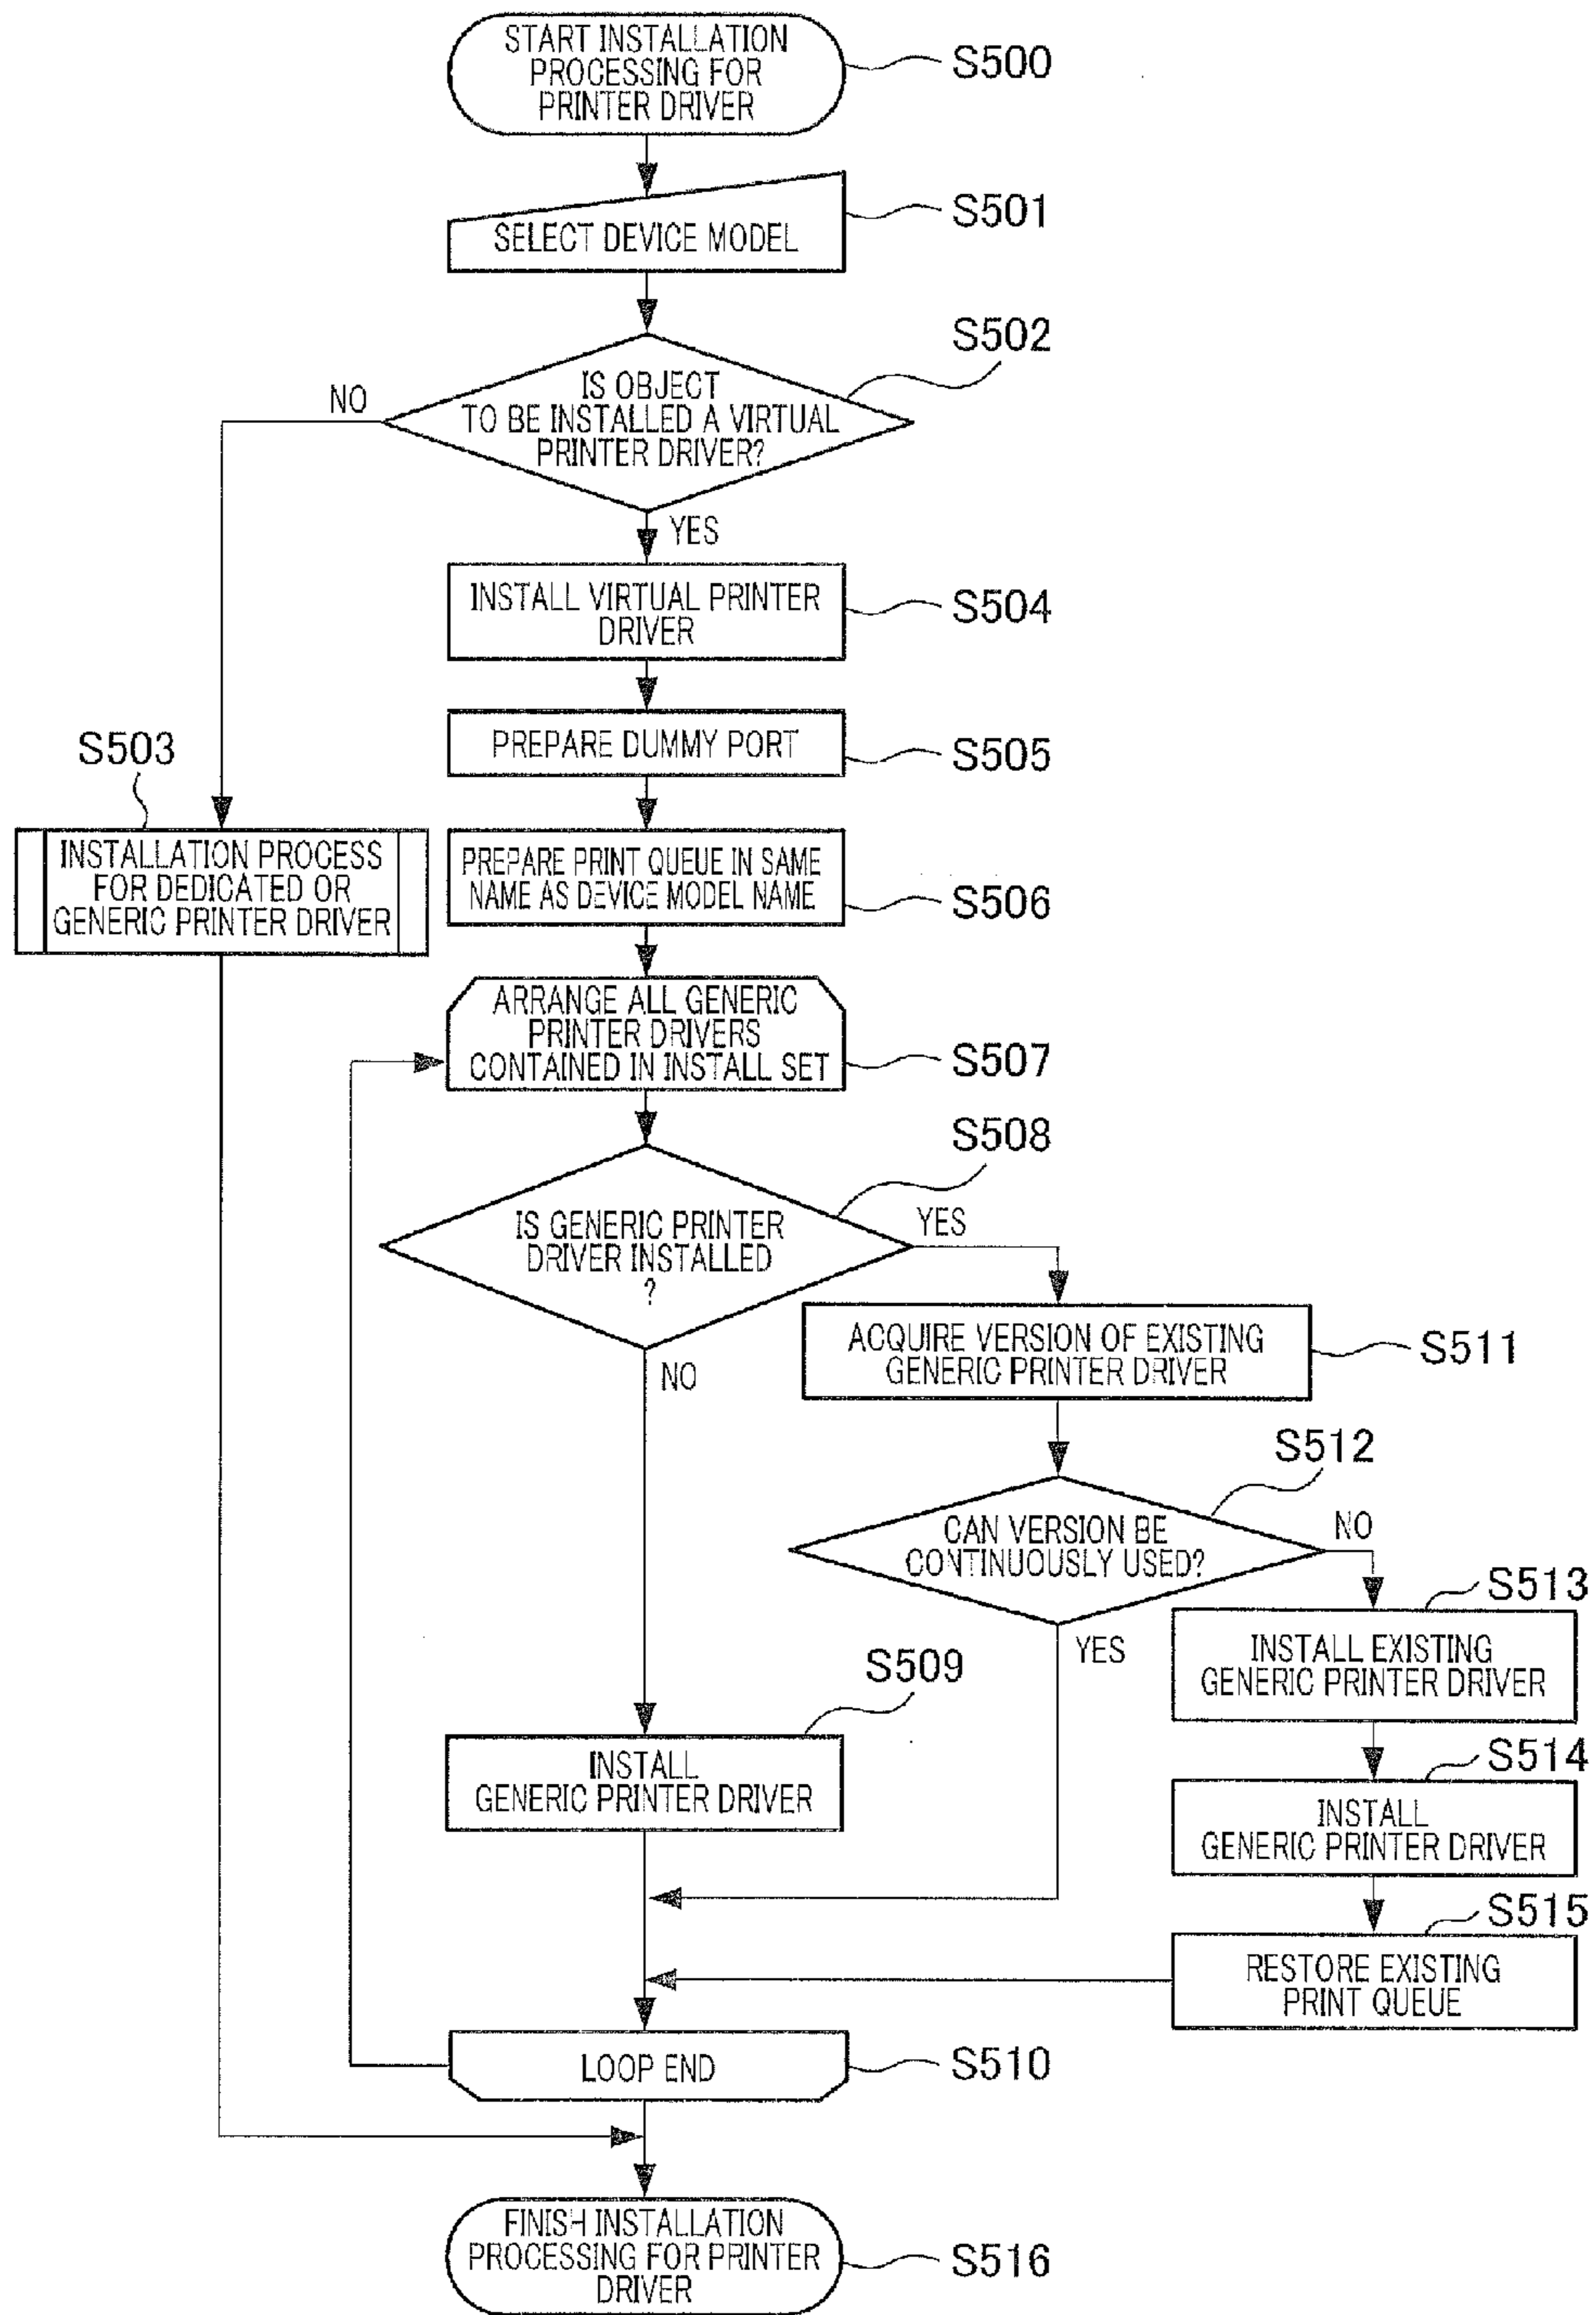 START INSTALLATION
PROCESSING FOR
PRINTER DRIVER
S500
SELECT DEVICE MODEL
S501
S502
IS OBJECT
TO BE INSTALLED A VIRTUAL
PRINTER DRIVER?
NO
YES
INSTALL VIRTUAL PRINTER
DRIVER
S504
PREPARE DUMMY PORT
S505
S503
INSTALLATION PROCESS
FOR DEDICATED OR
GENERIC PRINTER DRIVER
PREPARE PRINT QUEUE IN SAME
NAME AS DEVICE MODEL NAME
S506
ARRANGE ALL GENERIC
PRINTER DRIVERS
CONTAINED IN INSTALL SET
S507
S508
IS GENERIC PRINTER
DRIVER INSTALLED
?
YES
NO
ACQUIRE VERSION OF EXISTING
GENERIC PRINTER DRIVER
S511
S512
CAN VERSION BE
CONTINUOUSLY USED?
NO
YES
S513
INSTALL EXISTING
GENERIC PRINTER DRIVER
S509
INSTALL
GENERIC PRINTER DRIVER
S514
INSTALL
GENERIC PRINTER DRIVER
S515
RESTORE EXISTING
PRINT QUEUE
LOOP END
S510
FINISH INSTALLATION
PROCESSING FOR PRINTER
DRIVER
S516